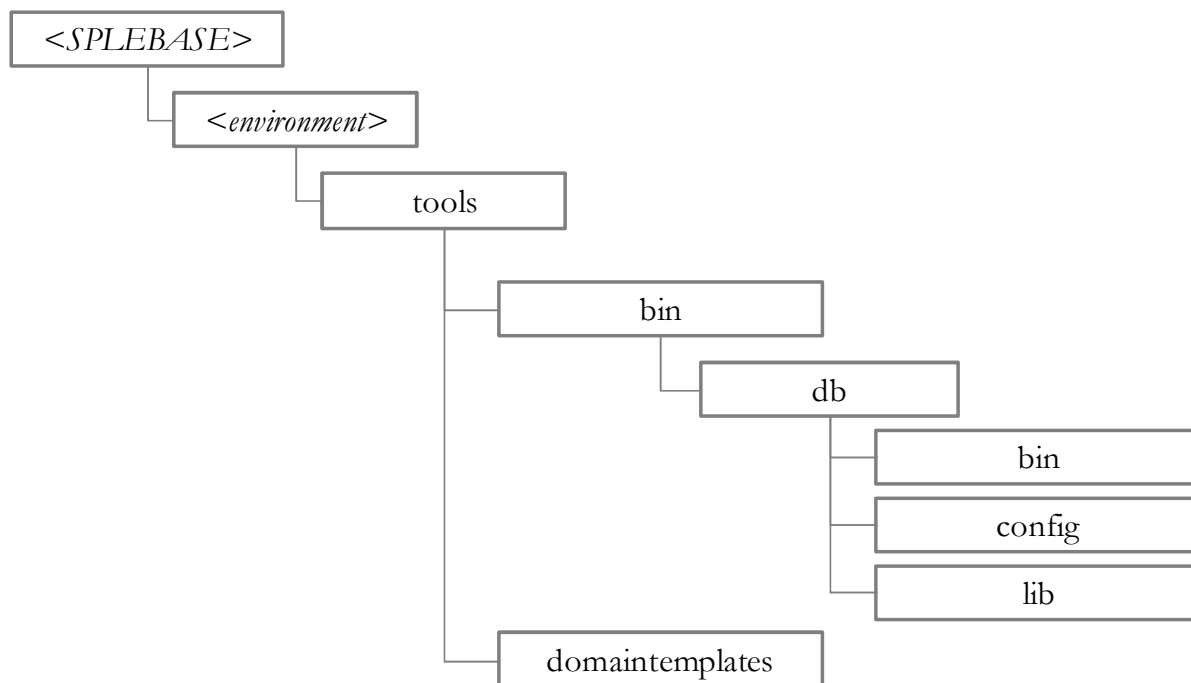 <SPLEBASE>
<environment>
tools
bin
db
bin
config
lib
domaintemplates